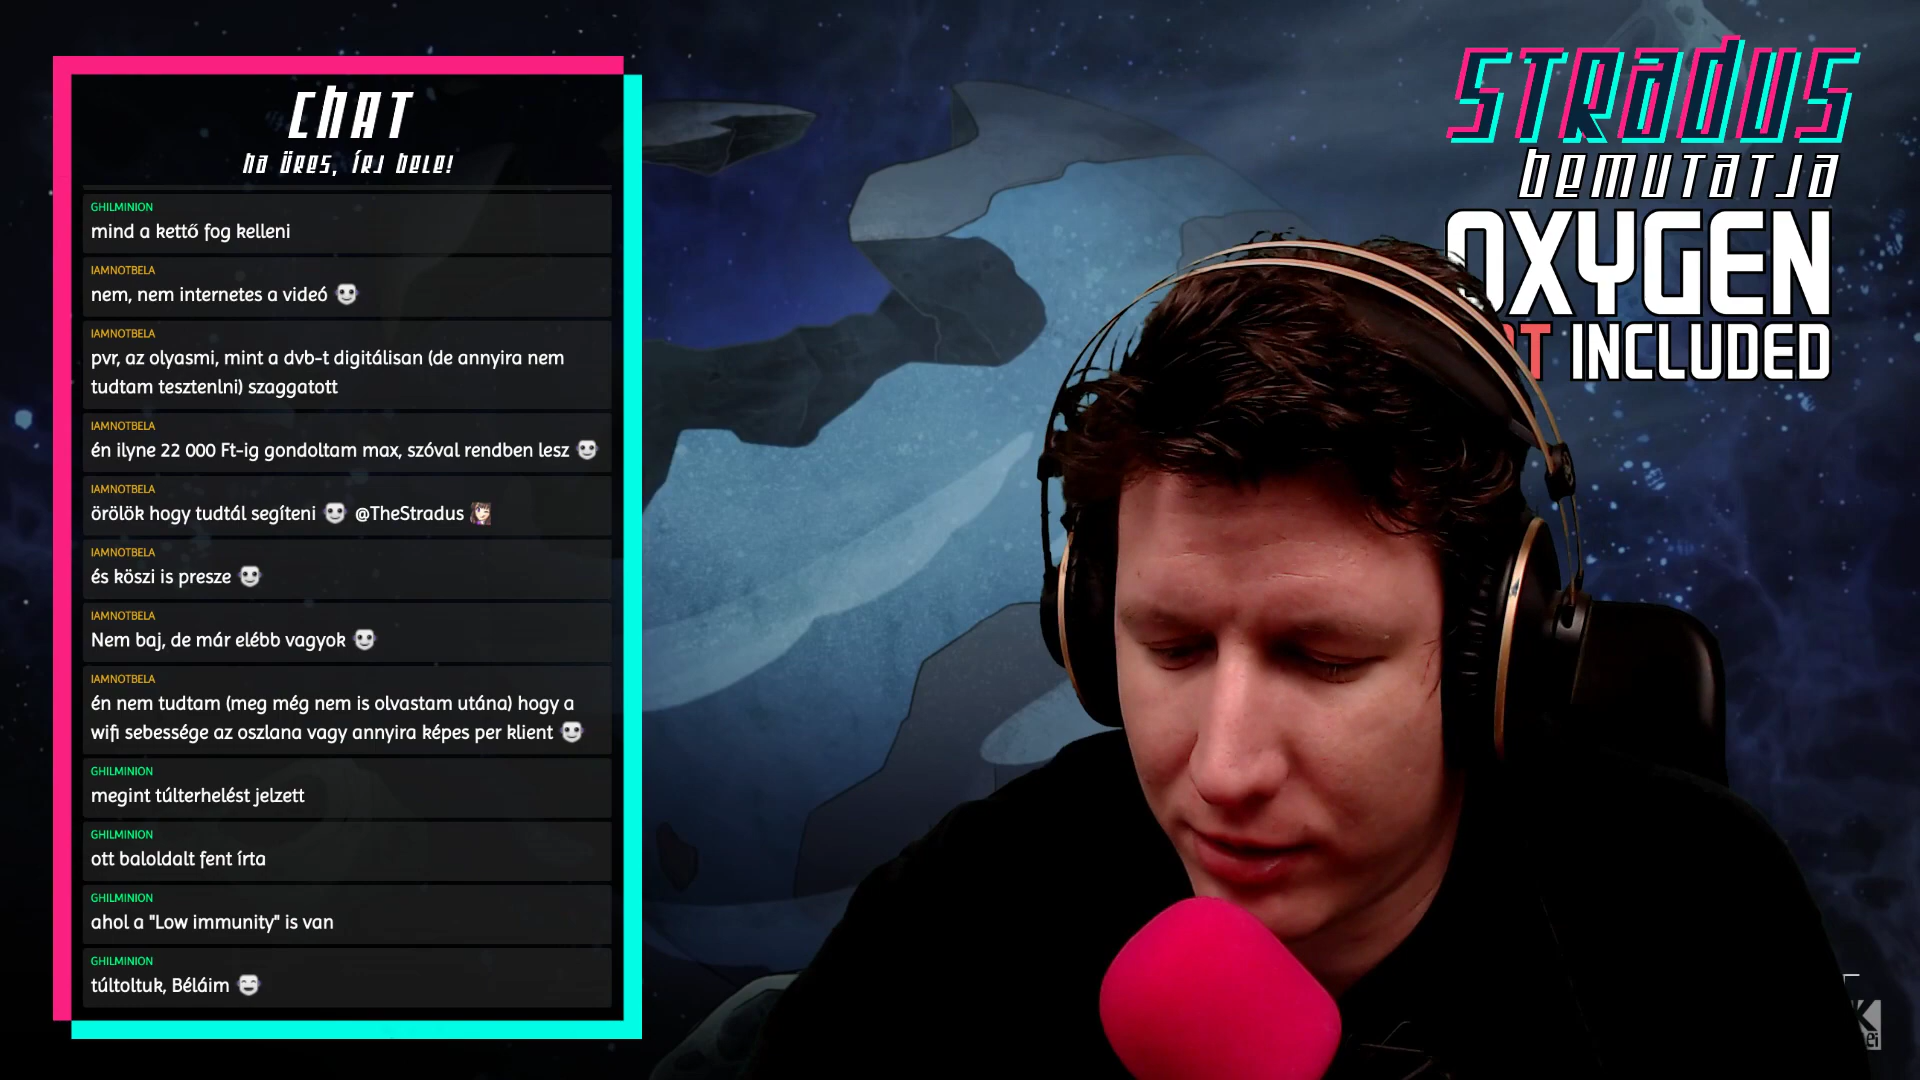 CHAT
ha üres, írj bele!
GHILMINION
mind a kettő fog kelleni
IAMNOTBELA
nem, nem internetes a videó
IAMNOTBELA
pvr, az olyasmi, mint a dvb-t digitálisan (de annyira nem
tudtam tesztenlni) szaggatott
IAMNOTBELA
én ilyne 22 000 Ft-ig gondoltam max, szóval rendben lesz
IAMNOTBELA
örölök hogy tudtál segíteni @TheStradus
IAMNOTBELA
és köszi is presze
IAMNOTBELA
Nem baj, de már elébb vagyok
IAMNOTBELA
én nem tudtam (meg még nem is olvastam utána) hogy a
wifi sebessége az oszlana vagy annyira képes per klient
GHILMINION
megint túlterhelést jelzett
GHILMINION
ott baloldalt fent írta
GHILMINION
ahol a "Low immunity" is van
GHILMINION
túltoltuk, Béláim
STRADUS
bemutatja
OXYGEN
INCLUDED